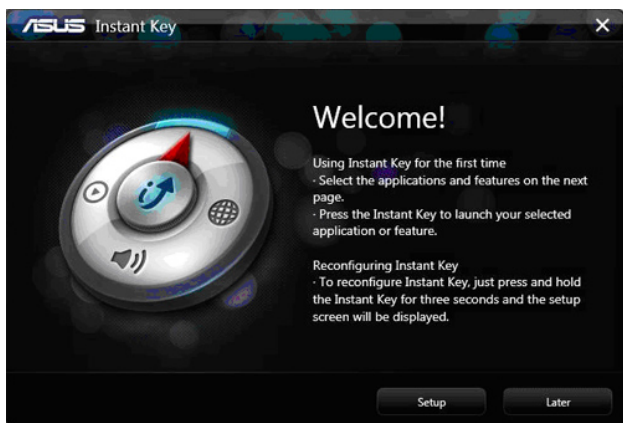 ASUS Instant Key
Welcome!
Using Instant Key for the first time
· Select the applications and features on the next
page.
· Press the Instant Key to launch your selected
application or feature.
Reconfiguring Instant Key
· To reconfigure Instant Key, just press and hold
the Instant Key for three seconds and the setup
screen will be displayed.
Setup Later